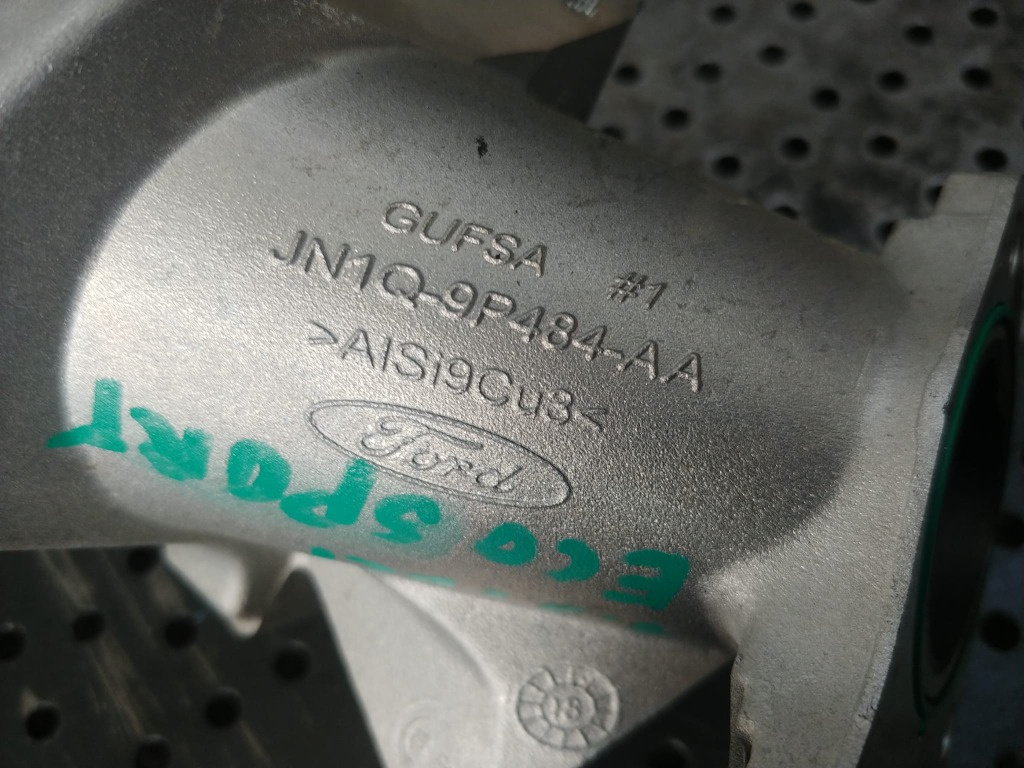 GUFSA #1
JN1Q-9P484-AA
>AlSi9Cu3<
Ford
ECO SPORT
18